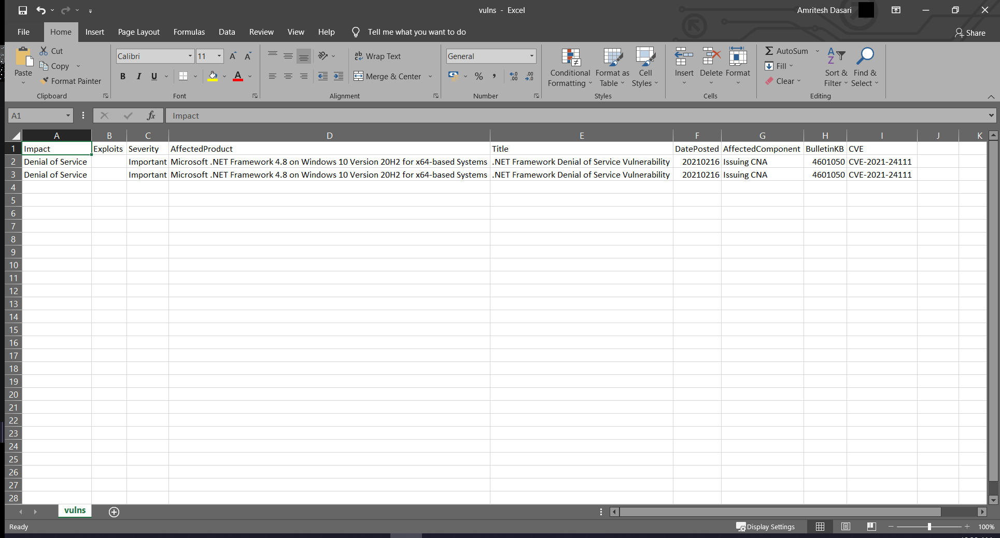 vulns - Excel
Amritesh Dasari
File Home Insert Page Layout Formulas Data Review View Help Tell me what you want to do
Share
Paste
Cut
Copy
Format Painter
Clipboard
Calibri 11
B I U
Font
Wrap Text
Merge & Center
Alignment
General
Number
Conditional Formatting
Format as Table
Cell Styles
Styles
Insert Delete Format
Cells
AutoSum
Fill
Clear
Sort & Filter
Find & Select
Editing
A1 fx Impact
A B C D E F G H I J K
1 Impact Exploits Severity AffectedProduct Title DatePosted AffectedComponent BulletinKB CVE
2 Denial of Service Important Microsoft .NET Framework 4.8 on Windows 10 Version 20H2 for x64-based Systems .NET Framework Denial of Service Vulnerability 20210216 Issuing CNA 4601050 CVE-2021-24111
3 Denial of Service Important Microsoft .NET Framework 4.8 on Windows 10 Version 20H2 for x64-based Systems .NET Framework Denial of Service Vulnerability 20210216 Issuing CNA 4601050 CVE-2021-24111
4
5
6
7
8
9
10
11
12
13
14
15
16
17
18
19
20
21
22
23
24
25
26
27
28
vulns
Ready
Display Settings
100%